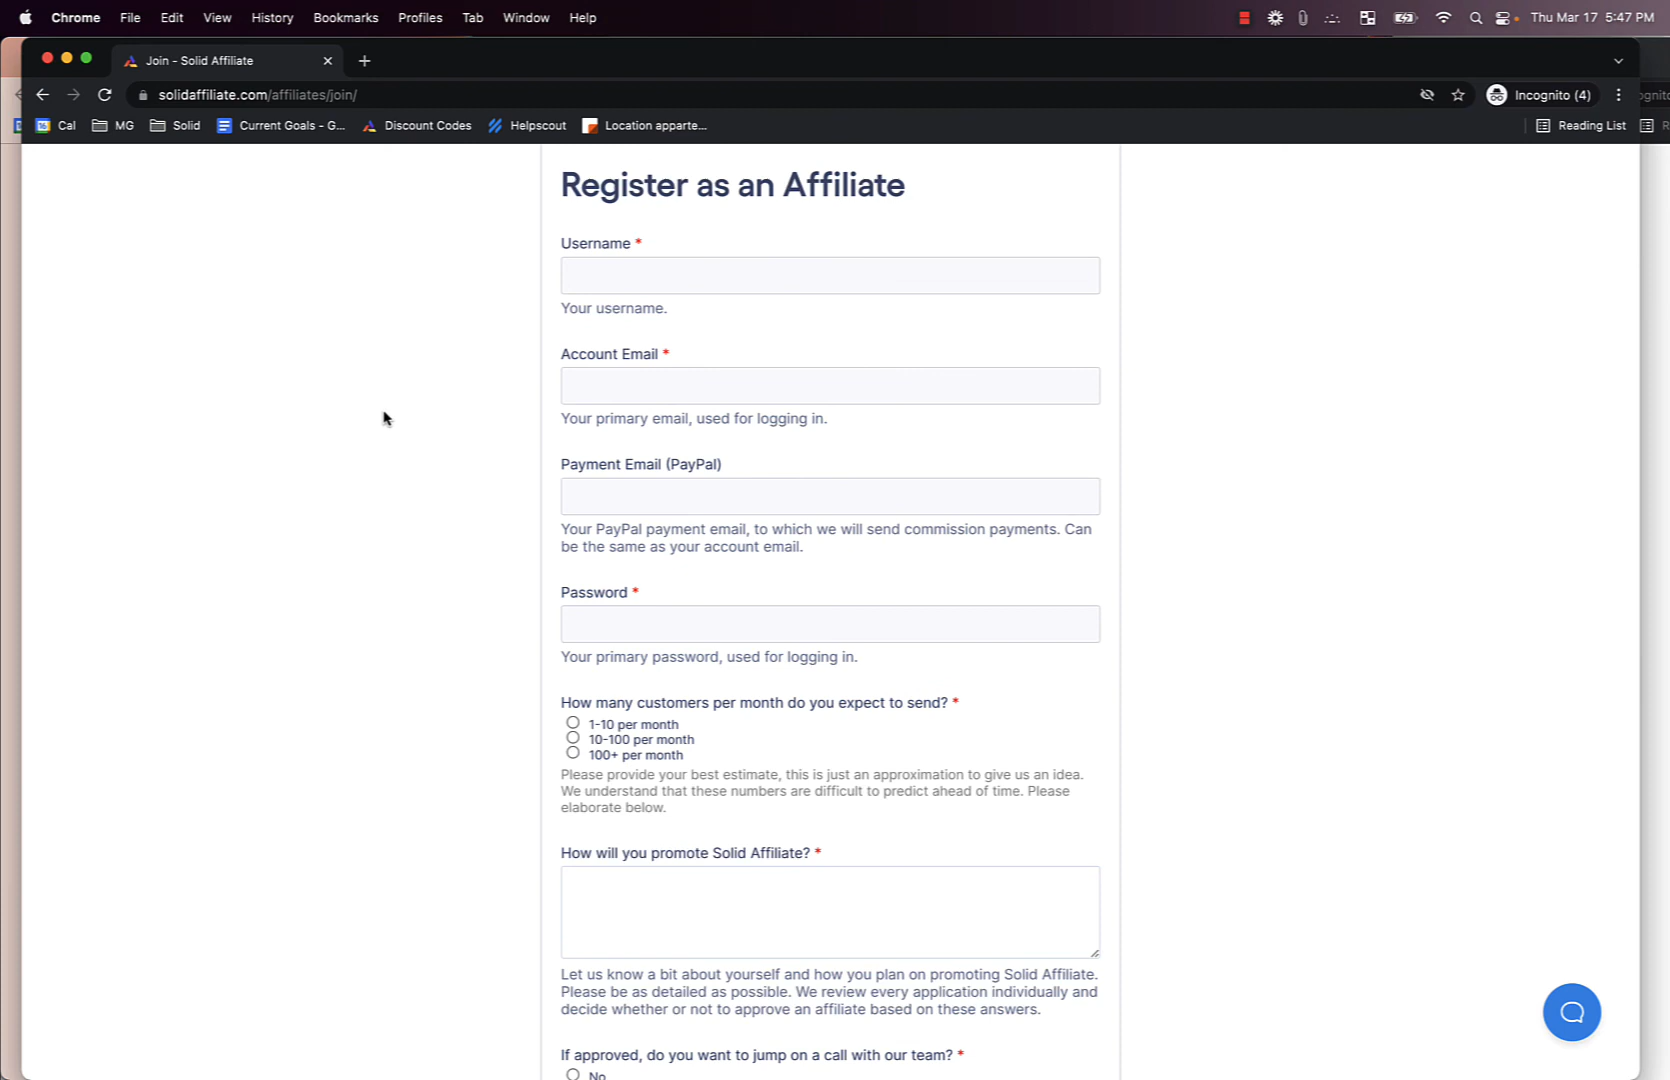 Chrome File Edit View History Bookmarks Profiles Tab Window Help Thu Mar 17 5:47 PM
Join - Solid Affiliate
solidaffiliate.com/affiliates/join/ Incognito (4)
Cal MG Solid Current Goals - G... Discount Codes Helpscout Location apparte... Reading List
Register as an Affiliate
Username *
Your username.
Account Email *
Your primary email, used for logging in.
Payment Email (PayPal)
Your PayPal payment email, to which we will send commission payments. Can
be the same as your account email.
Password *
Your primary password, used for logging in.
How many customers per month do you expect to send? *
1-10 per month
10-100 per month
100+ per month
Please provide your best estimate, this is just an approximation to give us an idea.
We understand that these numbers are difficult to predict ahead of time. Please
elaborate below.
How will you promote Solid Affiliate? *
Let us know a bit about yourself and how you plan on promoting Solid Affiliate.
Please be as detailed as possible. We review every application individually and
decide whether or not to approve an affiliate based on these answers.
If approved, do you want to jump on a call with our team? *
No